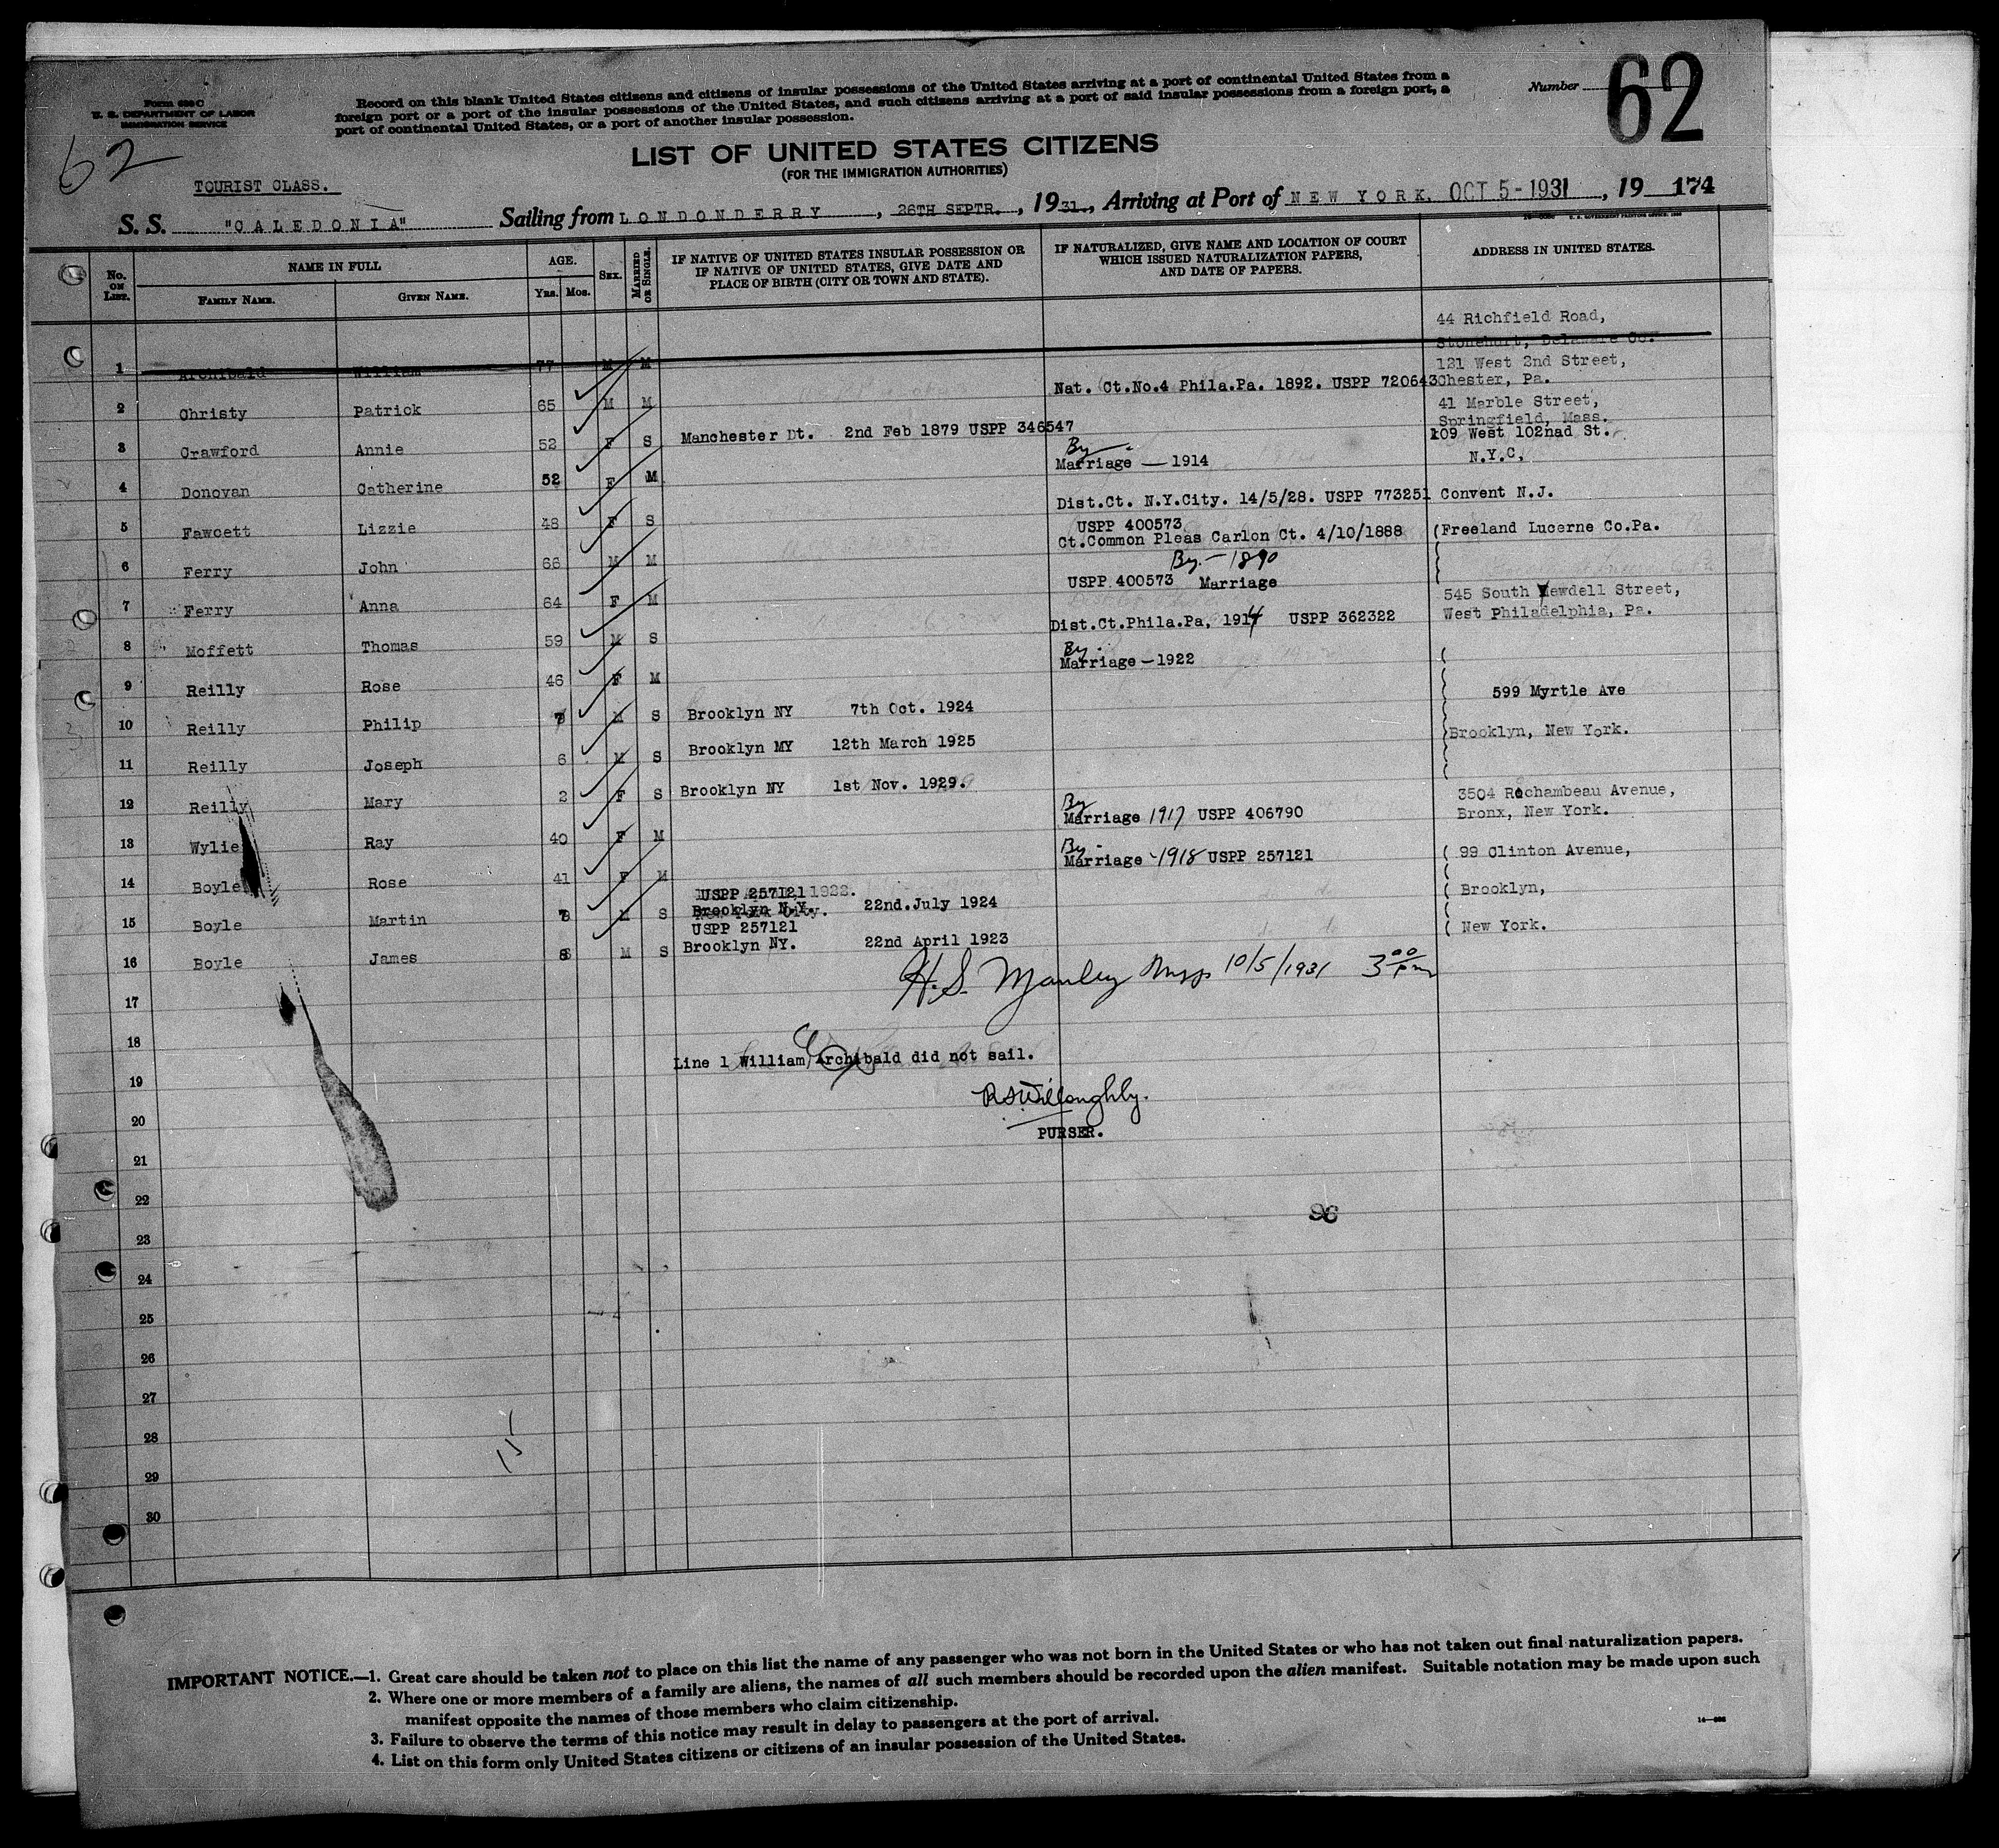 Form 630 C
U. S. DEPARTMENT OF LABOR
IMMIGRATION SERVICE
Record on this blank United States citizens and citizens of insular possessions of the United States arriving at a port of continental United States from a
foreign port or a port of the insular possessions of the United States, and such citizens arriving at a port of said insular possessions from a foreign port, a
port of continental United States, or a port of another insular possession.
Number 62
62
LIST OF UNITED STATES CITIZENS
(FOR THE IMMIGRATION AUTHORITIES)
TOURIST CLASS.
S. S. "CALEDONIA" Sailing from LONDONDERRY, 26TH SEPTR., 1931, Arriving at Port of NEW YORK. OCT 5-1931, 19 174
No. ON LIST. NAME IN FULL AGE. SEX. MARRIED OR SINGLE. IF NATIVE OF UNITED STATES INSULAR POSSESSION OR IF NATIVE OF UNITED STATES, GIVE DATE AND PLACE OF BIRTH (CITY OR TOWN AND STATE). IF NATURALIZED, GIVE NAME AND LOCATION OF COURT WHICH ISSUED NATURALIZATION PAPERS, AND DATE OF PAPERS. ADDRESS IN UNITED STATES.
FAMILY NAME. GIVEN NAME. YRS. MOS.
44 Richfield Road,
Stonehurt, Delaware Co.
1 Archibald William 77 M M
121 West 2nd Street,
Nat. Ct.No.4 Phila.Pa. 1892. USPP 720643 Chester, Pa.
2 Christy Patrick 65 M M
41 Marble Street,
Springfield, Mass.
3 Crawford Annie 52 F S Manchester Dt. 2nd Feb 1879 USPP 346547
109 West 102nad St.
N.Y.C,
By
Marriage — 1914
4 Donovan Catherine 52 F M
Dist.Ct. N.Y.City. 14/5/28. USPP 773251 Convent N.J.
5 Fawcett Lizzie 48 F S
USPP 400573
Ct.Common Pleas Carlon Ct. 4/10/1888 (Freeland Lucerne Co.Pa.
6 Ferry John 66 M M
By - 1890
USPP 400573 Marriage
7 Ferry Anna 64 F M
545 South Yewdell Street,
West Philadelphia, Pa.
Dist.Ct.Phila.Pa, 1914 USPP 362322
8 Moffett Thomas 59 M S
By
Marriage - 1922
9 Reilly Rose 46 F M
599 Myrtle Ave
10 Reilly Philip 7 M S Brooklyn NY 7th Oct. 1924
Brooklyn, New York.
11 Reilly Joseph 6 M S Brooklyn MY 12th March 1925
12 Reilly Mary 2 F S Brooklyn NY 1st Nov. 1929.
3504 Rochambeau Avenue,
Bronx, New York.
By
Marriage 1917 USPP 406790
13 Wylie Ray 40 F M
By -
Marriage -1918 USPP 257121 ( 99 Clinton Avenue,
14 Boyle Rose 41 F M
( Brooklyn,
USPP 257121 1922.
15 Boyle Martin 7 M S Brooklyn N.Y. 22nd.July 1924
( New York.
USPP 257121
16 Boyle James 8 M S Brooklyn NY. 22nd April 1923
H. S. Manley Insp 10/5/1931 3 00 pm
17
18
Line 1 William Archibald did not sail.
19
RSWilloughby.
20
PURSER.
21
22
96
23
24
25
26
27
28
15
29
30
IMPORTANT NOTICE.—1. Great care should be taken not to place on this list the name of any passenger who was not born in the United States or who has not taken out final naturalization papers.
2. Where one or more members of a family are aliens, the names of all such members should be recorded upon the alien manifest. Suitable notation may be made upon such
manifest opposite the names of those members who claim citizenship.
3. Failure to observe the terms of this notice may result in delay to passengers at the port of arrival.
4. List on this form only United States citizens or citizens of an insular possession of the United States.